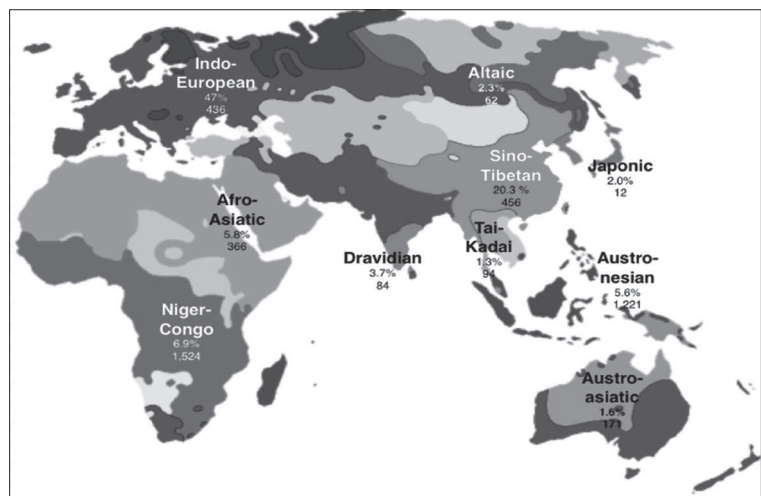 Indo-
European
47%
436
Altaic
2.3%
62
Sino-
Tibetan
20.3 %
456
Japonic
2.0%
12
Afro-
Asiatic
5.8%
366
Dravidian
3.7%
84
Tai-
Kadai
1.3%
94
Austro-
nesian
5.6%
1,221
Niger-
Congo
6.9%
1,524
Austro-
asiatic
1.6%
171